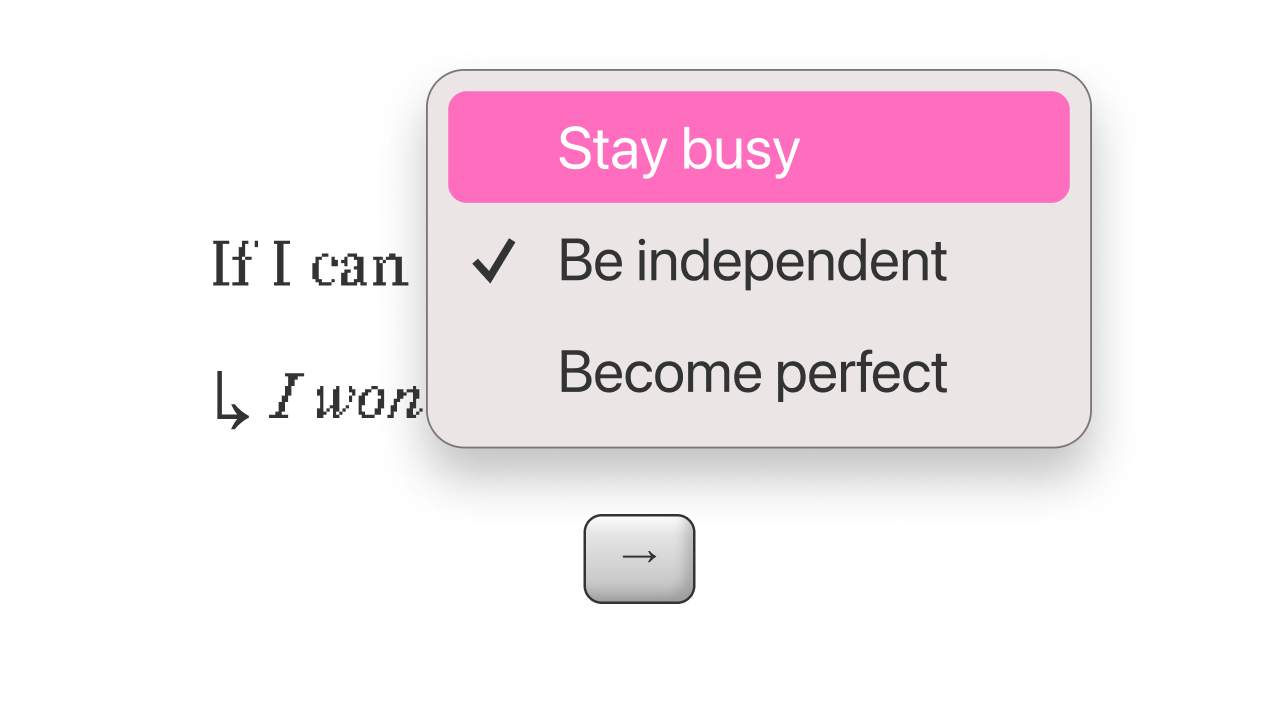 Stay busy
If I can
✓ Be independent
Become perfect
↳ I won
→